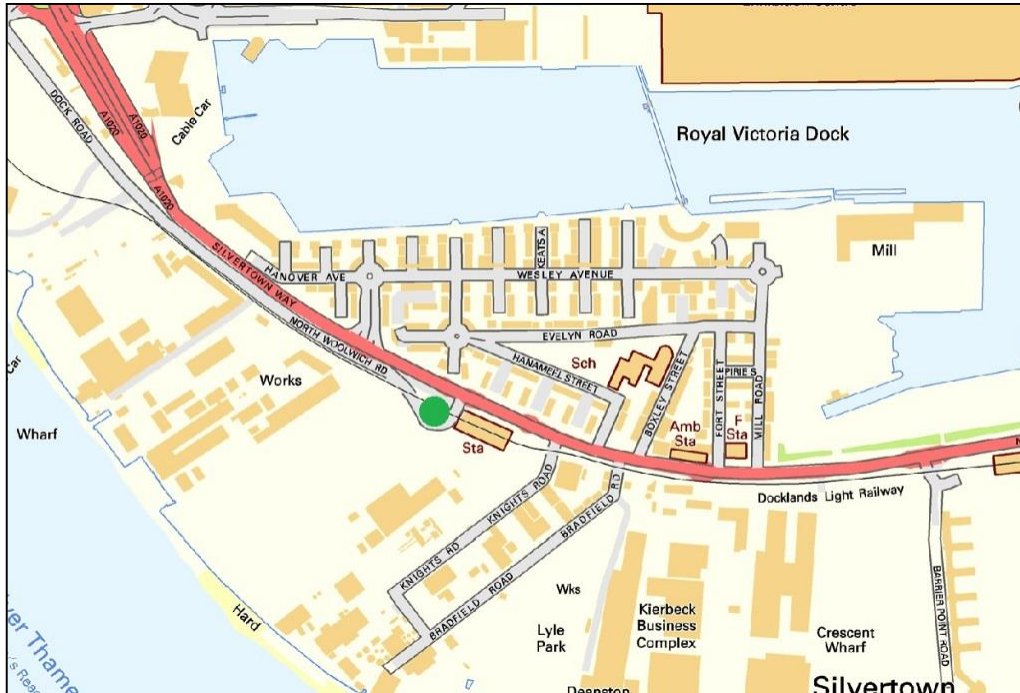 Royal Victoria Dock
DOCK ROAD
A1020
A1020
Cable Car
A1020
SILVERTOWN WAY
HANOVER AVE
KEATS A
WESLEY AVENUE
Mill
NORTH WOOLWICH RD
EVELYN ROAD
HANAMEEL STREET
Sch
PIRIE S
Works
BOXLEY STREET
FORT STREET
MILL ROAD
Wharf
Sta
Amb
Sta
F
Sta
Docklands Light Railway
KNIGHTS ROAD
BRADFIELD RD
KNIGHTS RD
BRADFIELD ROAD
BARRIER POINT ROAD
Hard
Wks
Lyle
Park
Kierbeck
Business
Complex
Crescent
Wharf
Silvertown